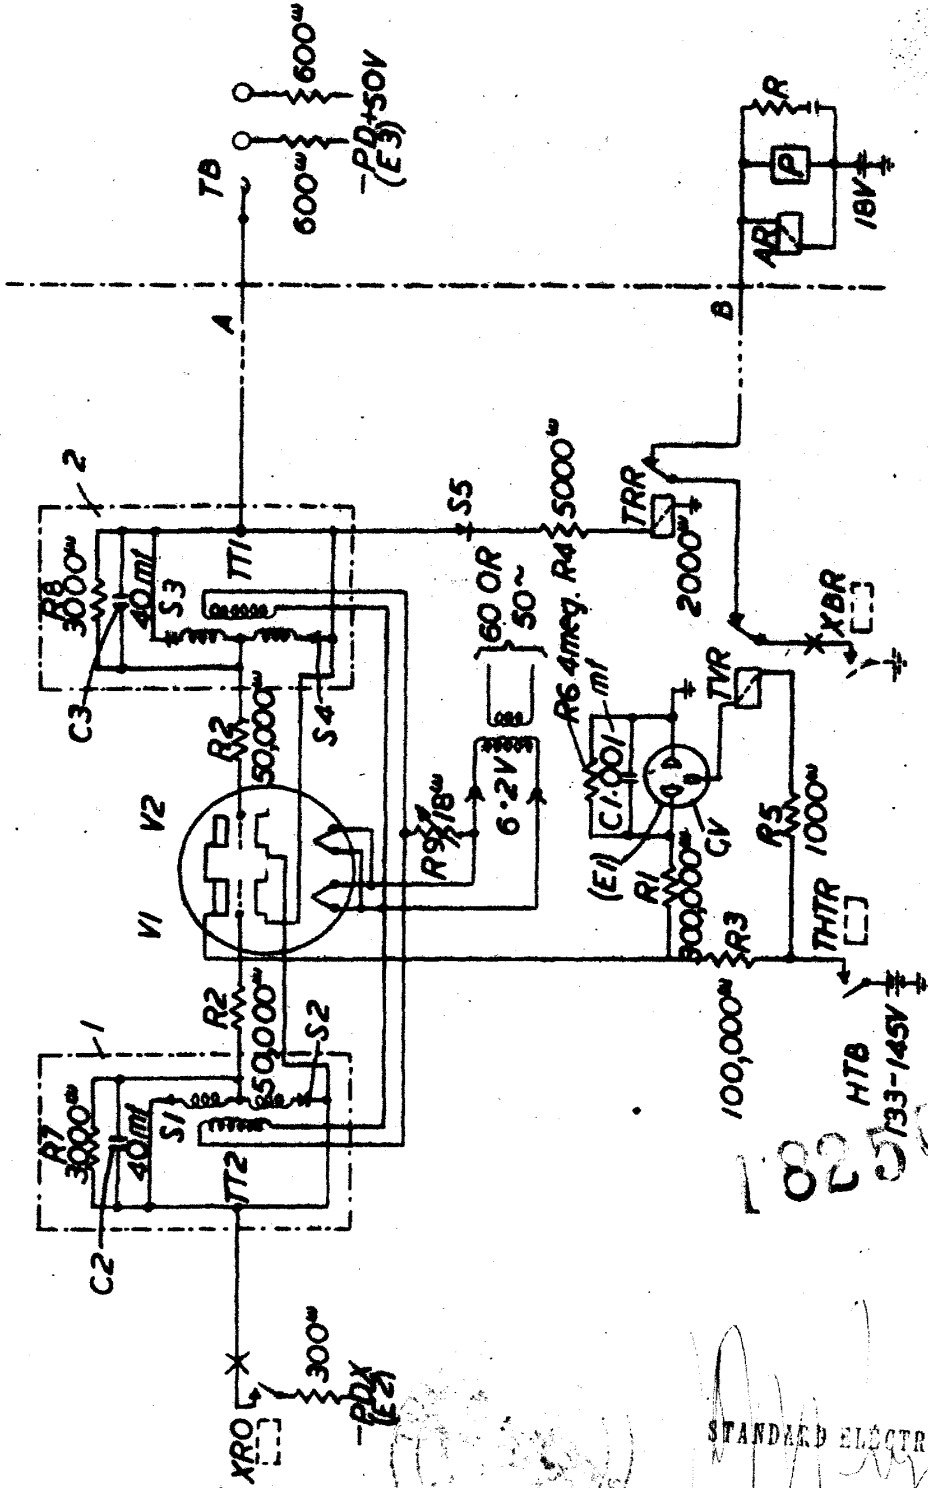 C2
R7
3000ω
40mf
S1
TT2
1
R2
50,000ω
S2
V1
V2
R2
50,000ω
S4
C3
R8
3000ω
40mf
S3
TT1
2
A
TB
600ω
600ω
-PD
(E3)
+50V
XRO
300ω
-PDX
(E2)
R9
18ω
6·2V
60 OR
50~
S5
R4
5000ω
R6·4meg.
C1·001
mf
(E1)
R1
300,000ω
GV
TRR
2000ω
B
AR
P
R
18V
TVR
XBR
R5
1000ω
R3
100,000ω
THTR
HTB
133-145V
STANDARD ELECTR